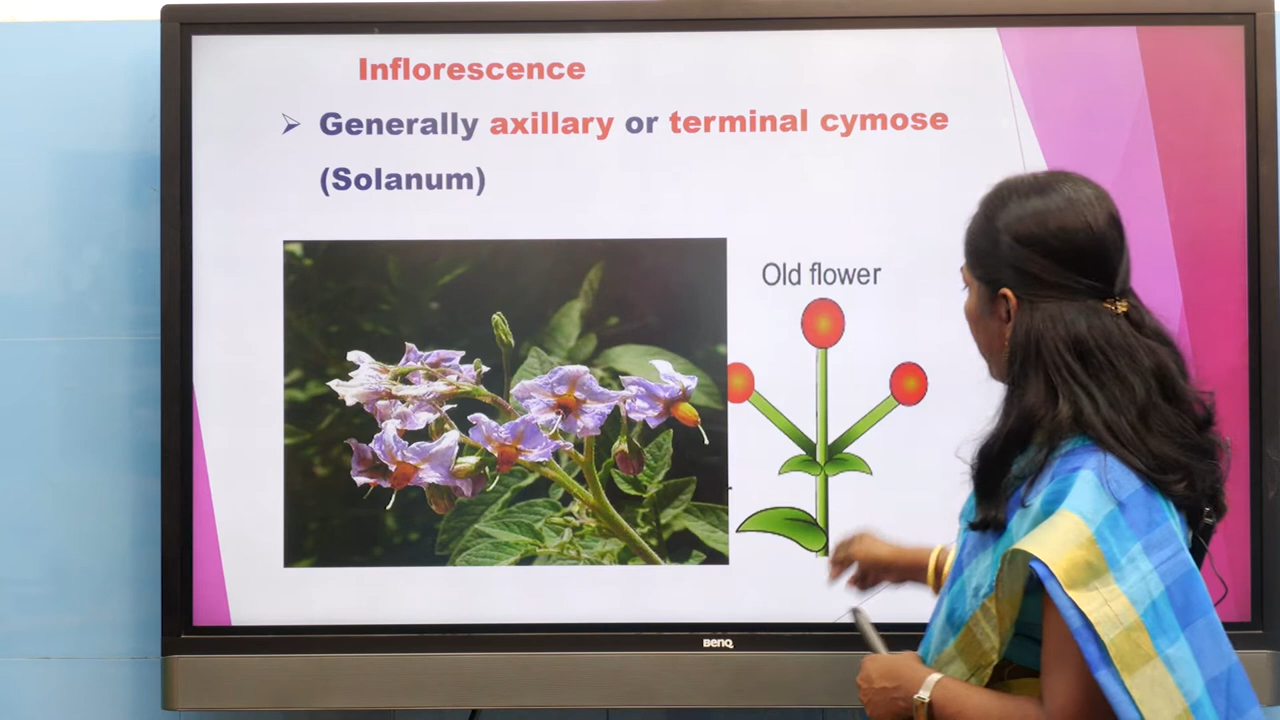 Inflorescence
Generally axillary or terminal cymose
(Solanum)
Old flower
BenQ